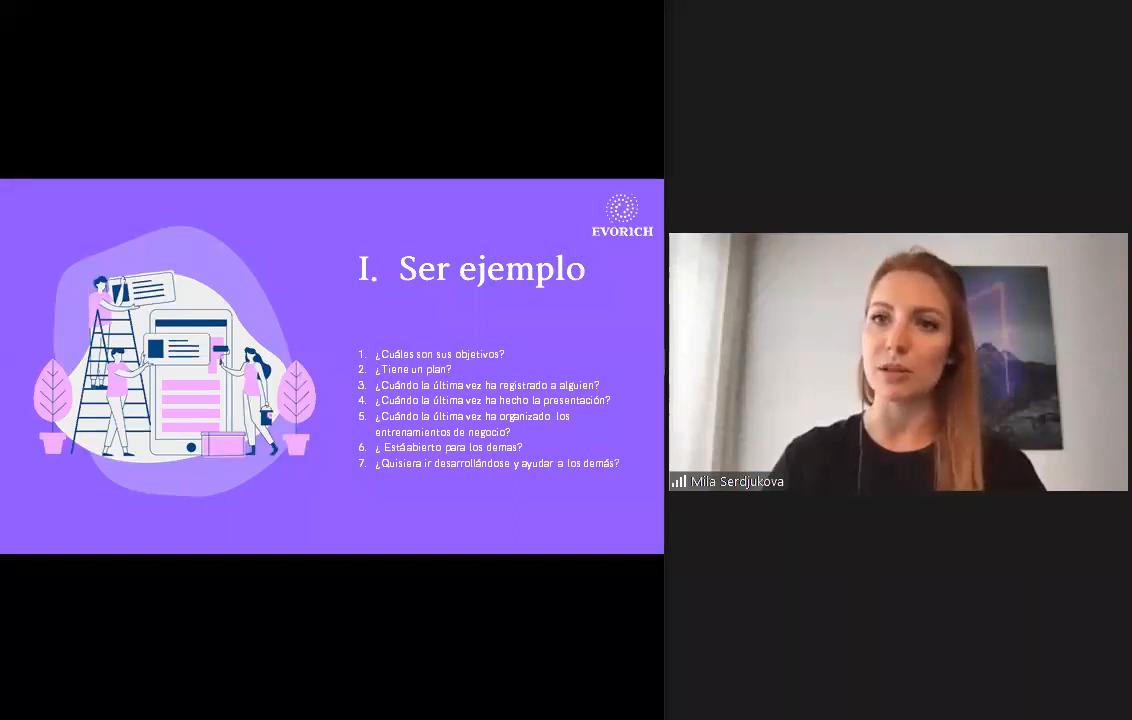 EVORICH
I. Ser ejemplo
1. ¿Cuáles son sus objetivos?
2. ¿Tiene un plan?
3. ¿Cuándo la última vez ha registrado a alguien?
4. ¿Cuándo la última vez ha hecho la presentación?
5. ¿Cuándo la última vez ha organizado los
entrenamientos de negocio?
6. ¿ Está abierto para los demas?
7. ¿Quisiera ir desarrollándose y ayudar a los demás?
Mila Serdjukova